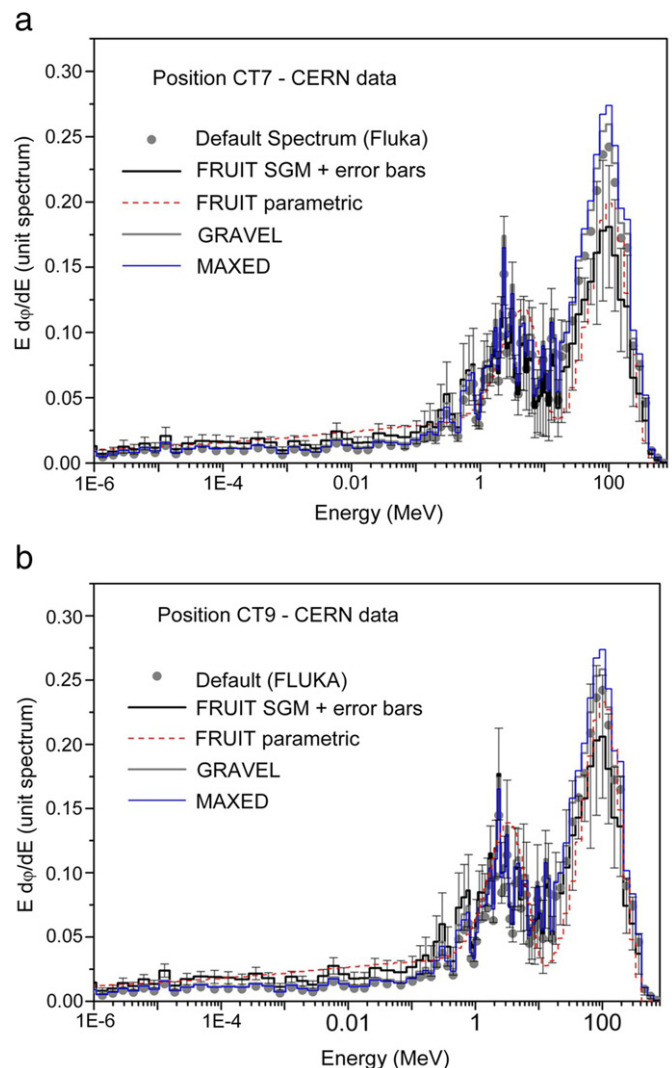 a
0.30
Position CT7 - CERN data
0.25
Default Spectrum (Fluka)
FRUIT SGM + error bars
0.20
FRUIT parametric
GRAVEL
0.15
MAXED
0.10
0.05
0.00
E dφ/dE (unit spectrum)
1E-6 1E-4 0.01 1 100
Energy (MeV)
b
0.30
Position CT9 - CERN data
0.25
Default (FLUKA)
FRUIT SGM + error bars
0.20
FRUIT parametric
GRAVEL
0.15
MAXED
0.10
0.05
0.00
E dφ/dE (unit spectrum)
1E-6 1E-4 0.01 1 100
Energy (MeV)